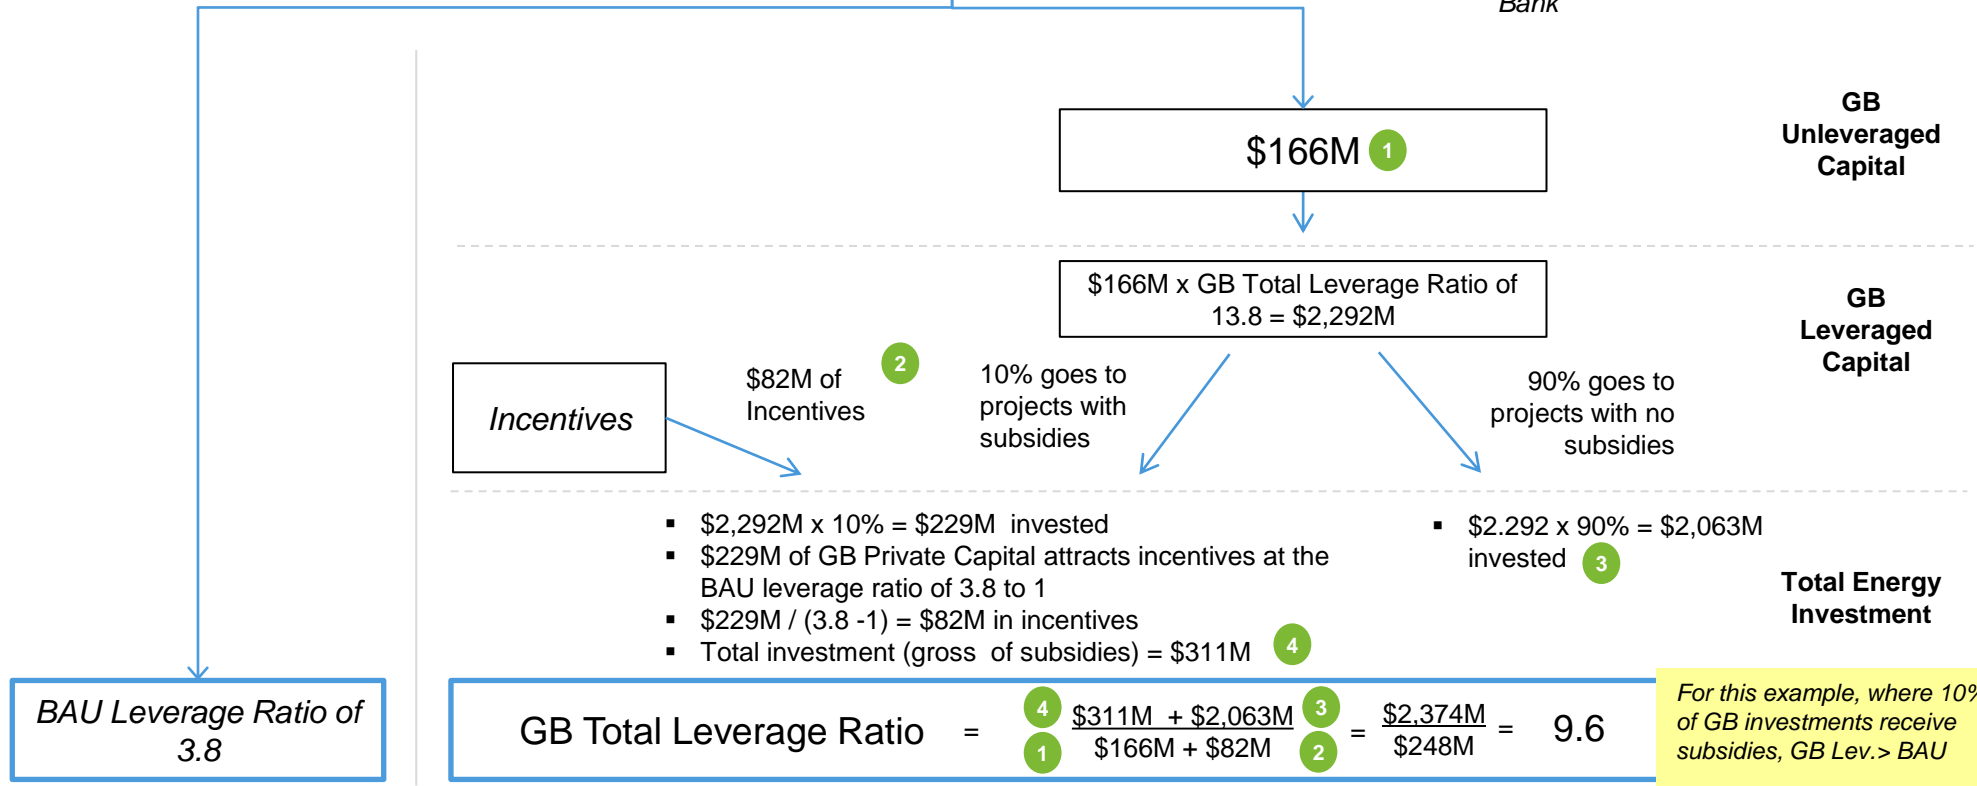 Bank
$166M 1
GB
Unleveraged
Capital
$166M x GB Total Leverage Ratio of
13.8 = $2,292M
GB
Leveraged
Capital
Incentives
$82M of
Incentives
2
10% goes to
projects with
subsidies
90% goes to
projects with no
subsidies
▪ $2,292M x 10% = $229M invested
▪ $229M of GB Private Capital attracts incentives at the
BAU leverage ratio of 3.8 to 1
▪ $229M / (3.8 -1) = $82M in incentives
▪ Total investment (gross of subsidies) = $311M 4
▪ $2.292 x 90% = $2,063M
invested 3
Total Energy
Investment
BAU Leverage Ratio of
3.8
GB Total Leverage Ratio =
4 $311M + $2,063M 3
1 $166M + $82M 2
= $2,374M
$248M
= 9.6
For this example, where 10%
of GB investments receive
subsidies, GB Lev.> BAU